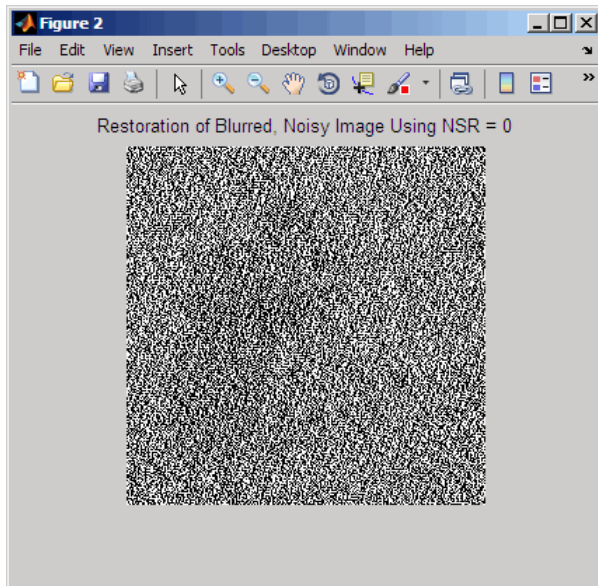 Figure 2
File Edit View Insert Tools Desktop Window Help
Restoration of Blurred, Noisy Image Using NSR = 0